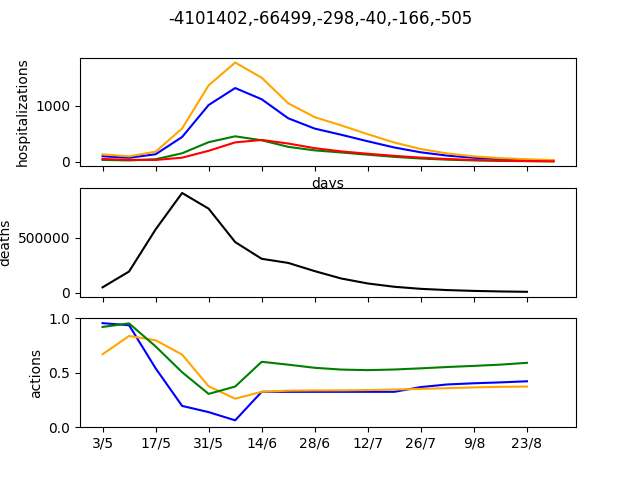 -4101402,-66499,-298,-40,-166,-505
hospitalizations
1000
0
days
deaths
500000
0
actions
1.0
0.5
0.0
3/5 17/5 31/5 14/6 28/6 12/7 26/7 9/8 23/8